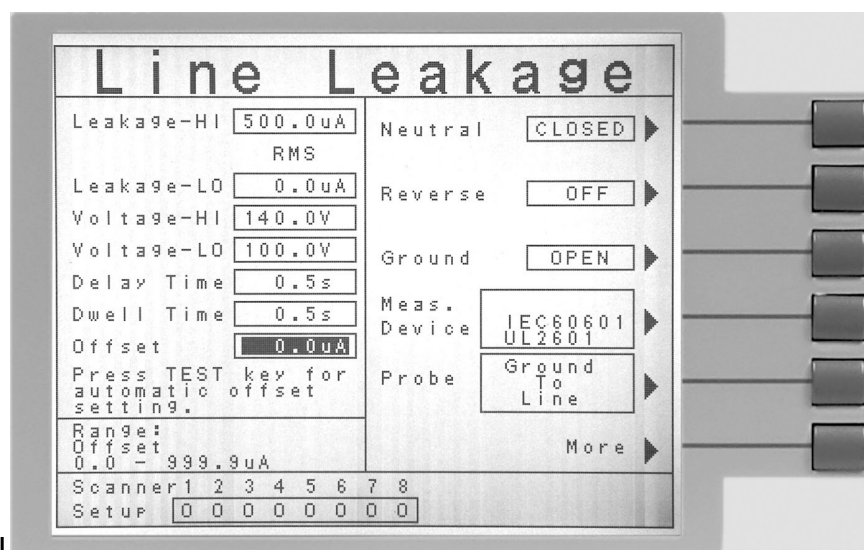 Line Leakage
Leakage-HI 500.0uA
RMS
Leakage-LO 0.0uA
Voltage-HI 140.0V
Voltage-LO 100.0V
Delay Time 0.5s
Dwell Time 0.5s
Offset 0.0uA
Press TEST key for
automatic offset
setting.
Range:
Offset
0.0 - 999.9uA
Neutral CLOSED
Reverse OFF
Ground OPEN
Meas.
Device IEC60601
UL2601
Probe Ground
To
Line
More
Scanner 1 2 3 4 5 6 7 8
Setup 0 0 0 0 0 0 0 0